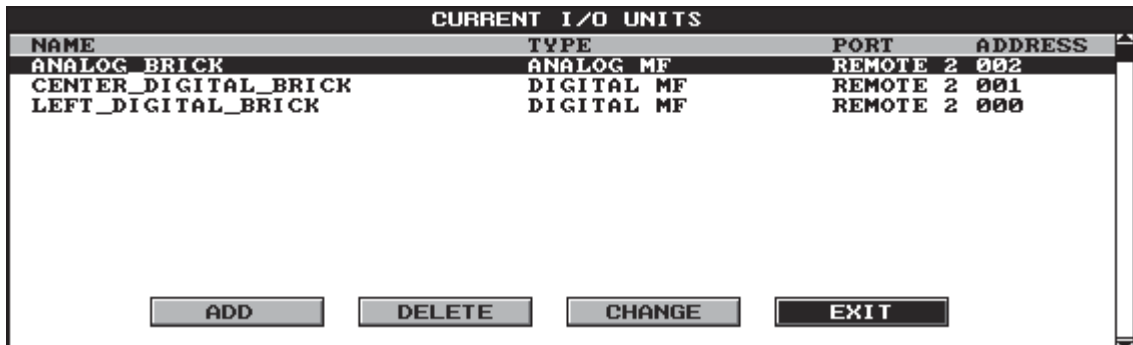 CURRENT I/O UNITS
NAME TYPE PORT ADDRESS
ANALOG_BRICK ANALOG MF REMOTE 2 002
CENTER_DIGITAL_BRICK DIGITAL MF REMOTE 2 001
LEFT_DIGITAL_BRICK DIGITAL MF REMOTE 2 000
ADD DELETE CHANGE EXIT